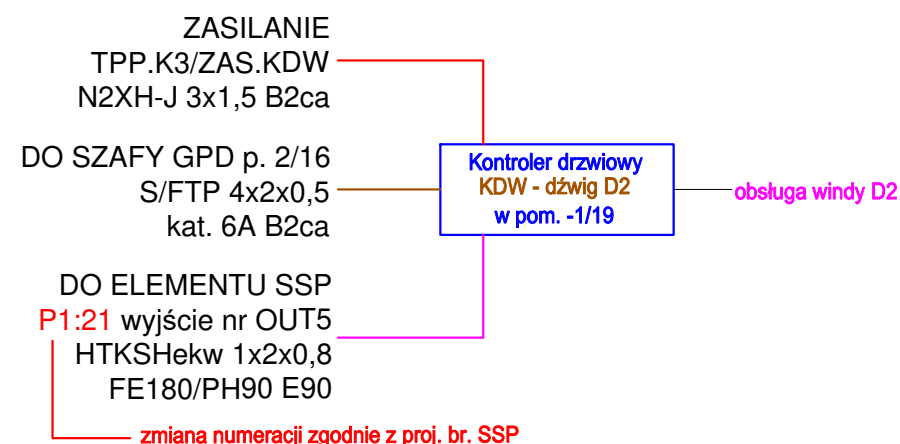 ZASILANIE
TPP.K3/ZAS.KDW
N2XH-J 3x1,5 B2ca
DO SZAFY GPD p. 2/16
S/FTP 4x2x0,5
kat. 6A B2ca
DO ELEMENTU SSP
P1:21 wyjście nr OUT5
HTKSHekw 1x2x0,8
FE180/PH90 E90
zmiana numeracji zgodnie z proj. br. SSP
Kontroler drzwiowy
KDW - dźwig D2
w pom. -1/19
obsługa windy D2